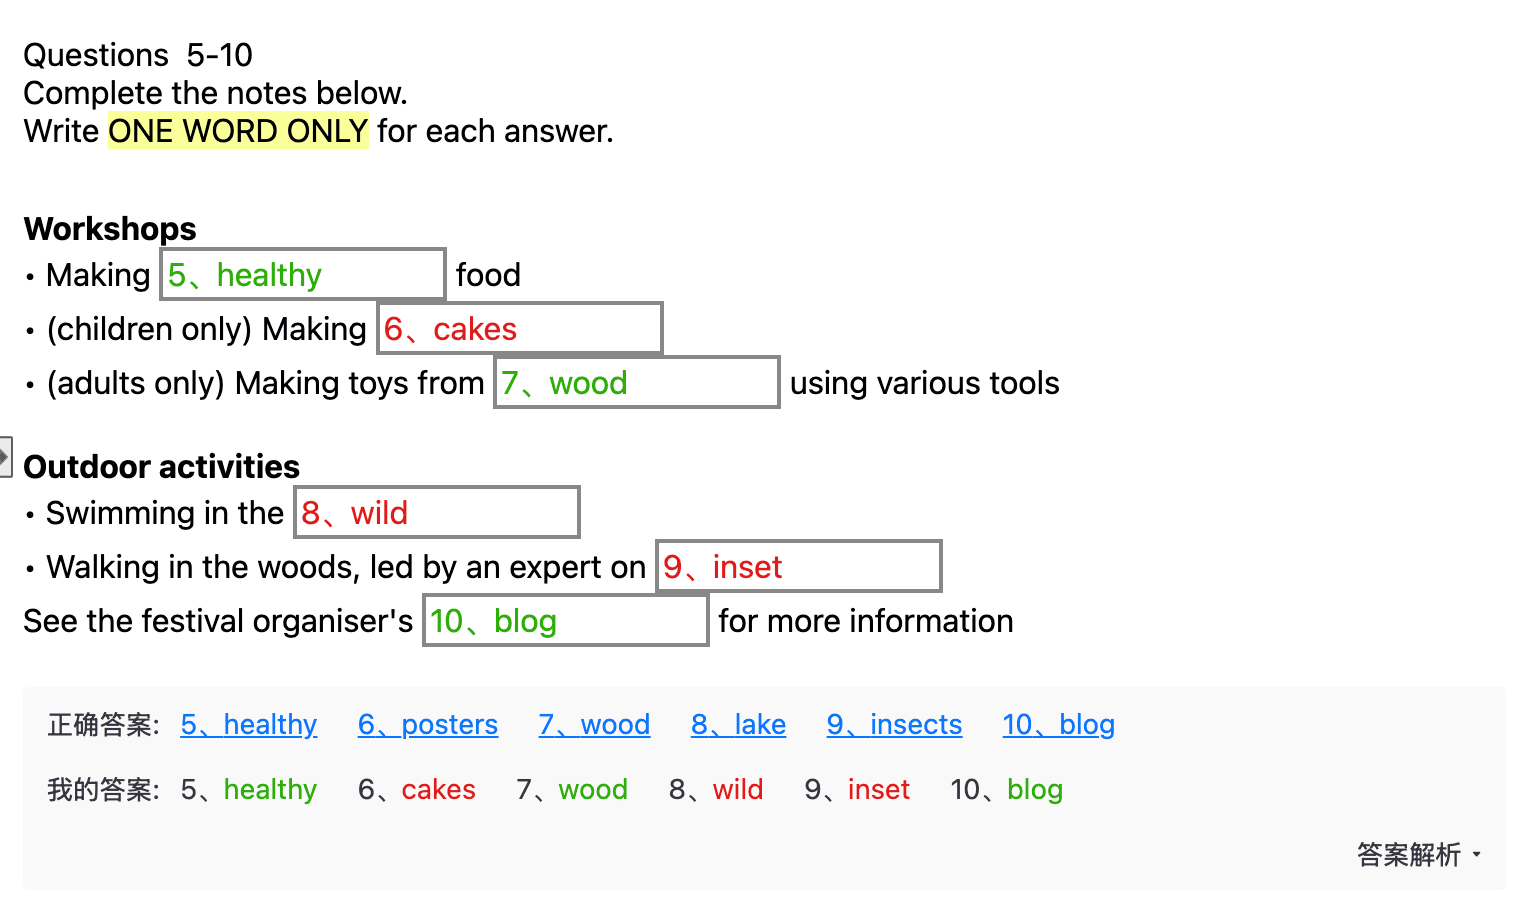 Questions  5-10
Complete the notes below.
Write ONE WORD ONLY for each answer.
Workshops
• Making 5、healthy food
• (children only) Making 6、cakes
• (adults only) Making toys from 7、wood using various tools
Outdoor activities
• Swimming in the 8、wild
• Walking in the woods, led by an expert on 9、inset
See the festival organiser's 10、blog for more information
正确答案: 5、healthy 6、posters 7、wood 8、lake 9、insects 10、blog
我的答案: 5、healthy 6、cakes 7、wood 8、wild 9、inset 10、blog
答案解析